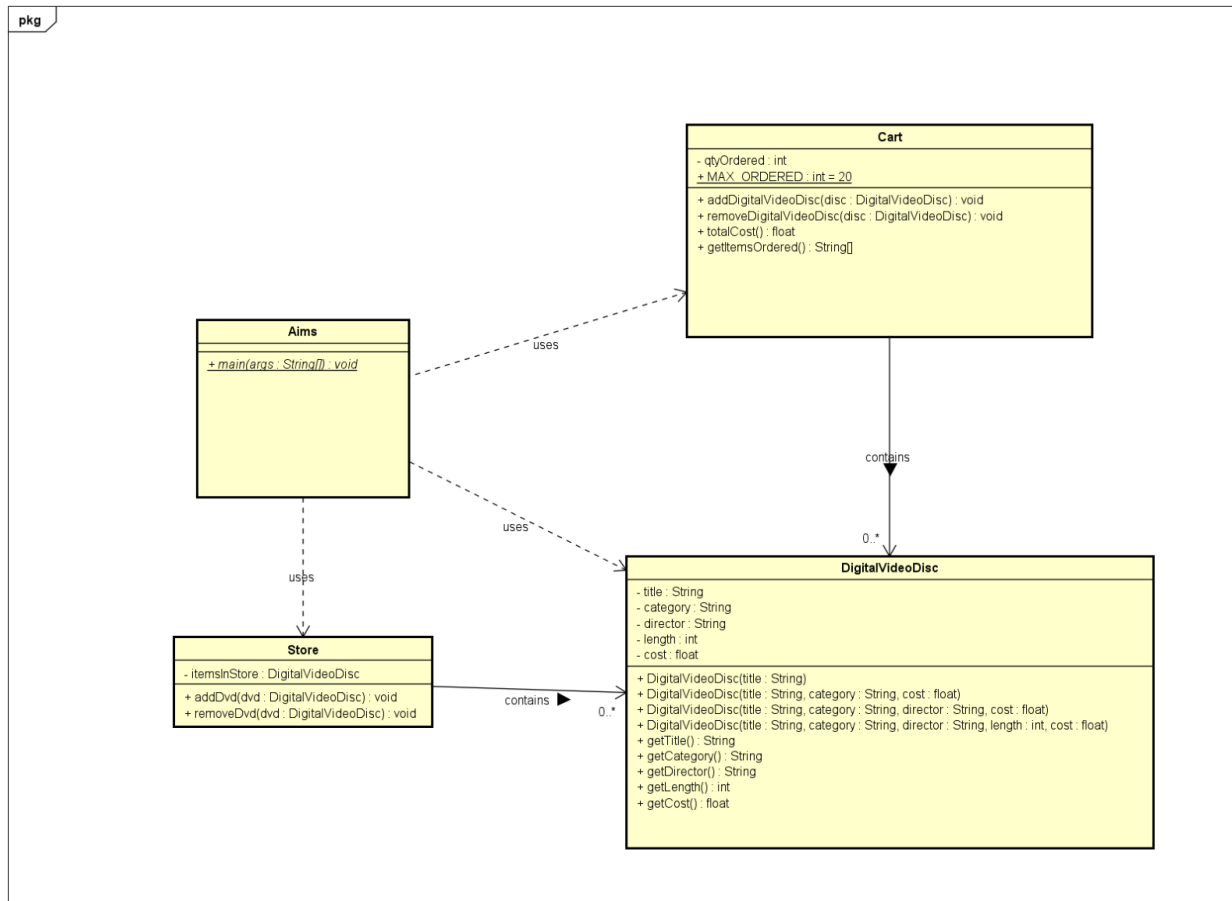 pkg
Cart
- qtyOrdered : int
+ MAX_ORDERED : int = 20
+ addDigitalVideoDisc(disc : DigitalVideoDisc) : void
+ removeDigitalVideoDisc(disc : DigitalVideoDisc) : void
+ totalCost() : float
+ getItemsOrdered() : String[]
Aims
+ main(args : String[]) : void
uses
contains
uses
0..*
uses
DigitalVideoDisc
- title : String
- category : String
- director : String
- length : int
- cost : float
+ DigitalVideoDisc(title : String)
+ DigitalVideoDisc(title : String, category : String, cost : float)
+ DigitalVideoDisc(title : String, category : String, director : String, cost : float)
+ DigitalVideoDisc(title : String, category : String, director : String, length : int, cost : float)
+ getTitle() : String
+ getCategory() : String
+ getDirector() : String
+ getLength() : int
+ getCost() : float
Store
- itemsInStore : DigitalVideoDisc
+ addDvd(dvd : DigitalVideoDisc) : void
+ removeDvd(dvd : DigitalVideoDisc) : void
contains
0..*